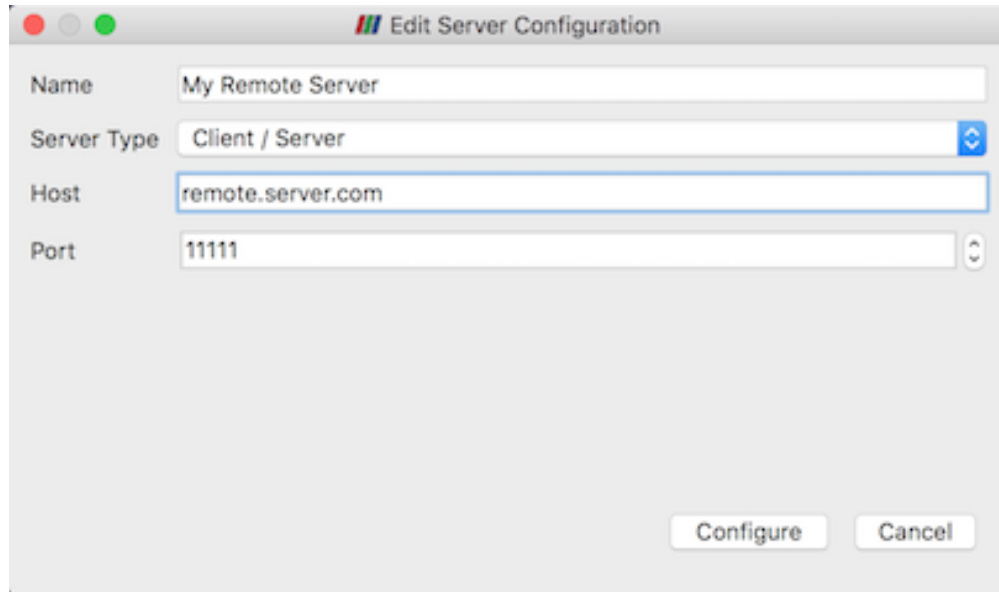 Edit Server Configuration
Name My Remote Server
Server Type Client / Server
Host remote.server.com
Port 11111
Configure Cancel